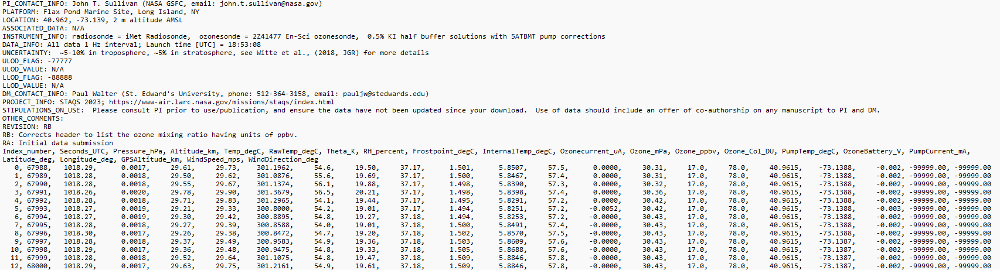 PI_CONTACT_INFO: John T. Sullivan (NASA GSFC, email: john.t.sullivan@nasa.gov)
PLATFORM: Flax Pond Marine Site, Long Island, NY
LOCATION: 40.962, -73.139, 2 m altitude AMSL
ASSOCIATED_DATA: N/A
INSTRUMENT_INFO: radiosonde = iMet Radiosonde,  ozonesonde = 2Z41477 En-Sci ozonesonde,  0.5% KI half buffer solutions with 5ATBMT pump corrections
DATA_INFO: All data 1 Hz interval; Launch time [UTC] = 18:53:08
UNCERTAINTY:  ~5-10% in troposphere, ~5% in stratosphere, see Witte et al., (2018, JGR) for more details
ULOD_FLAG: -77777
ULOD_VALUE: N/A
LLOD_FLAG: -88888
LLOD_VALUE: N/A
DM_CONTACT_INFO: Paul Walter (St. Edward's University, phone: 512-364-3158, email: pauljw@stedwards.edu)
PROJECT_INFO: STAQS 2023; https://www-air.larc.nasa.gov/missions/staqs/index.html
STIPULATIONS_ON_USE:  Please consult PI prior to use/publication, and ensure the data have not been updated since your download.  Use of data should include an offer of co-authorship on any manuscript to PI and DM.
OTHER_COMMENTS:
REVISION: RB
RB: Corrects header to list the ozone mixing ratio having units of ppbv.
RA: Initial data submission
Index_number, Seconds_UTC, Pressure_hPa, Altitude_km, Temp_degC, RawTemp_degC, Theta_K, RH_percent, Frostpoint_degC, InternalTemp_degC, Ozonecurrent_uA, Ozone_mPa, Ozone_ppbv, Ozone_Col_DU, PumpTemp_degC, OzoneBattery_V, PumpCurrent_mA,
Latitude_deg, Longitude_deg, GPSAltitude_km, WindSpeed_mps, WindDirection_deg
0, 67988, 1018.29, 0.0017, 29.61, 29.73, 301.1962, 54.6, 19.50, 37.17, 1.501, 5.8507, 57.5, 0.0000, 30.31, 17.0, 78.0, 40.9615, -73.1388, -0.002, -99999.00, -99999.00
1, 67989, 1018.28, 0.0018, 29.50, 29.62, 301.0876, 55.6, 19.69, 37.17, 1.500, 5.8467, 57.4, 0.0000, 30.31, 17.0, 78.0, 40.9615, -73.1388, -0.002, -99999.00, -99999.00
2, 67990, 1018.28, 0.0018, 29.55, 29.67, 301.1374, 56.1, 19.88, 37.17, 1.498, 5.8390, 57.3, 0.0000, 30.32, 17.0, 78.0, 40.9615, -73.1388, -0.002, -99999.00, -99999.00
3, 67991, 1018.26, 0.0020, 29.78, 29.90, 301.3679, 56.5, 20.21, 37.17, 1.498, 5.8398, 57.4, 0.0000, 30.36, 17.0, 78.0, 40.9615, -73.1388, -0.002, -99999.00, -99999.00
4, 67992, 1018.28, 0.0018, 29.71, 29.83, 301.2965, 54.1, 19.44, 37.17, 1.495, 5.8291, 57.2, 0.0000, 30.42, 17.0, 78.0, 40.9615, -73.1388, -0.002, -99999.00, -99999.00
5, 67993, 1018.27, 0.0019, 29.21, 29.33, 300.8000, 54.2, 19.01, 37.17, 1.494, 5.8251, 57.2, -0.0052, 30.43, 17.0, 78.0, 40.9615, -73.1388, -0.003, -99999.00, -99999.00
6, 67994, 1018.27, 0.0019, 29.30, 29.42, 300.8895, 54.8, 19.27, 37.18, 1.494, 5.8253, 57.2, -0.0000, 30.43, 17.0, 78.0, 40.9615, -73.1388, -0.002, -99999.00, -99999.00
7, 67995, 1018.28, 0.0018, 29.27, 29.39, 300.8588, 54.0, 19.01, 37.18, 1.500, 5.8491, 57.4, -0.0000, 30.43, 17.0, 78.0, 40.9615, -73.1388, -0.002, -99999.00, -99999.00
8, 67996, 1018.30, 0.0017, 29.26, 29.38, 300.8472, 54.7, 19.20, 37.18, 1.502, 5.8570, 57.5, -0.0000, 30.43, 17.0, 78.0, 40.9615, -73.1388, -0.002, -99999.00, -99999.00
9, 67997, 1018.28, 0.0018, 29.37, 29.49, 300.9583, 54.9, 19.36, 37.18, 1.503, 5.8609, 57.6, -0.0000, 30.43, 17.0, 78.0, 40.9615, -73.1387, -0.002, -99999.00, -99999.00
10, 67998, 1018.29, 0.0017, 29.36, 29.48, 300.9475, 54.8, 19.33, 37.18, 1.505, 5.8688, 57.6, -0.0000, 30.43, 17.0, 78.0, 40.9615, -73.1387, -0.002, -99999.00, -99999.00
11, 67999, 1018.28, 0.0018, 29.52, 29.64, 301.1075, 54.8, 19.47, 37.18, 1.509, 5.8846, 57.8, -0.0000, 30.43, 17.0, 78.0, 40.9615, -73.1387, -0.002, -99999.00, -99999.00
12, 68000, 1018.29, 0.0017, 29.63, 29.75, 301.2161, 54.9, 19.61, 37.18, 1.509, 5.8846, 57.8, -0.0000, 30.43, 17.0, 78.0, 40.9615, -73.1387, -0.002, -99999.00, -99999.00